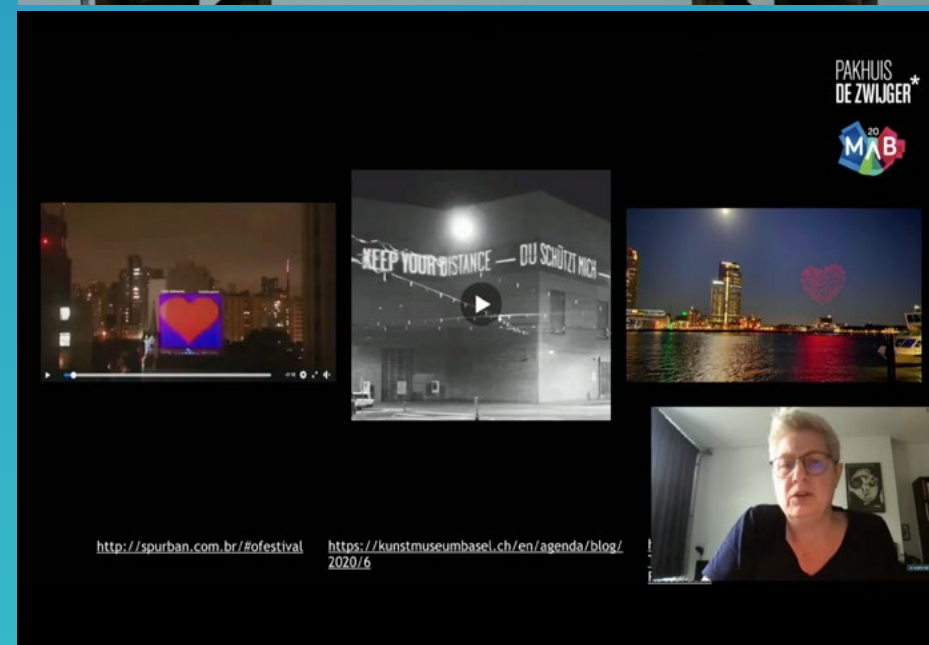 PAKHUIS
DE ZWIJGER*
20
MAB
KEEP YOUR DISTANCE — DU SCHÜTZT MICH —
http://spurban.com.br/#ofestival
https://kunstmuseumbasel.ch/en/agenda/blog/
2020/6